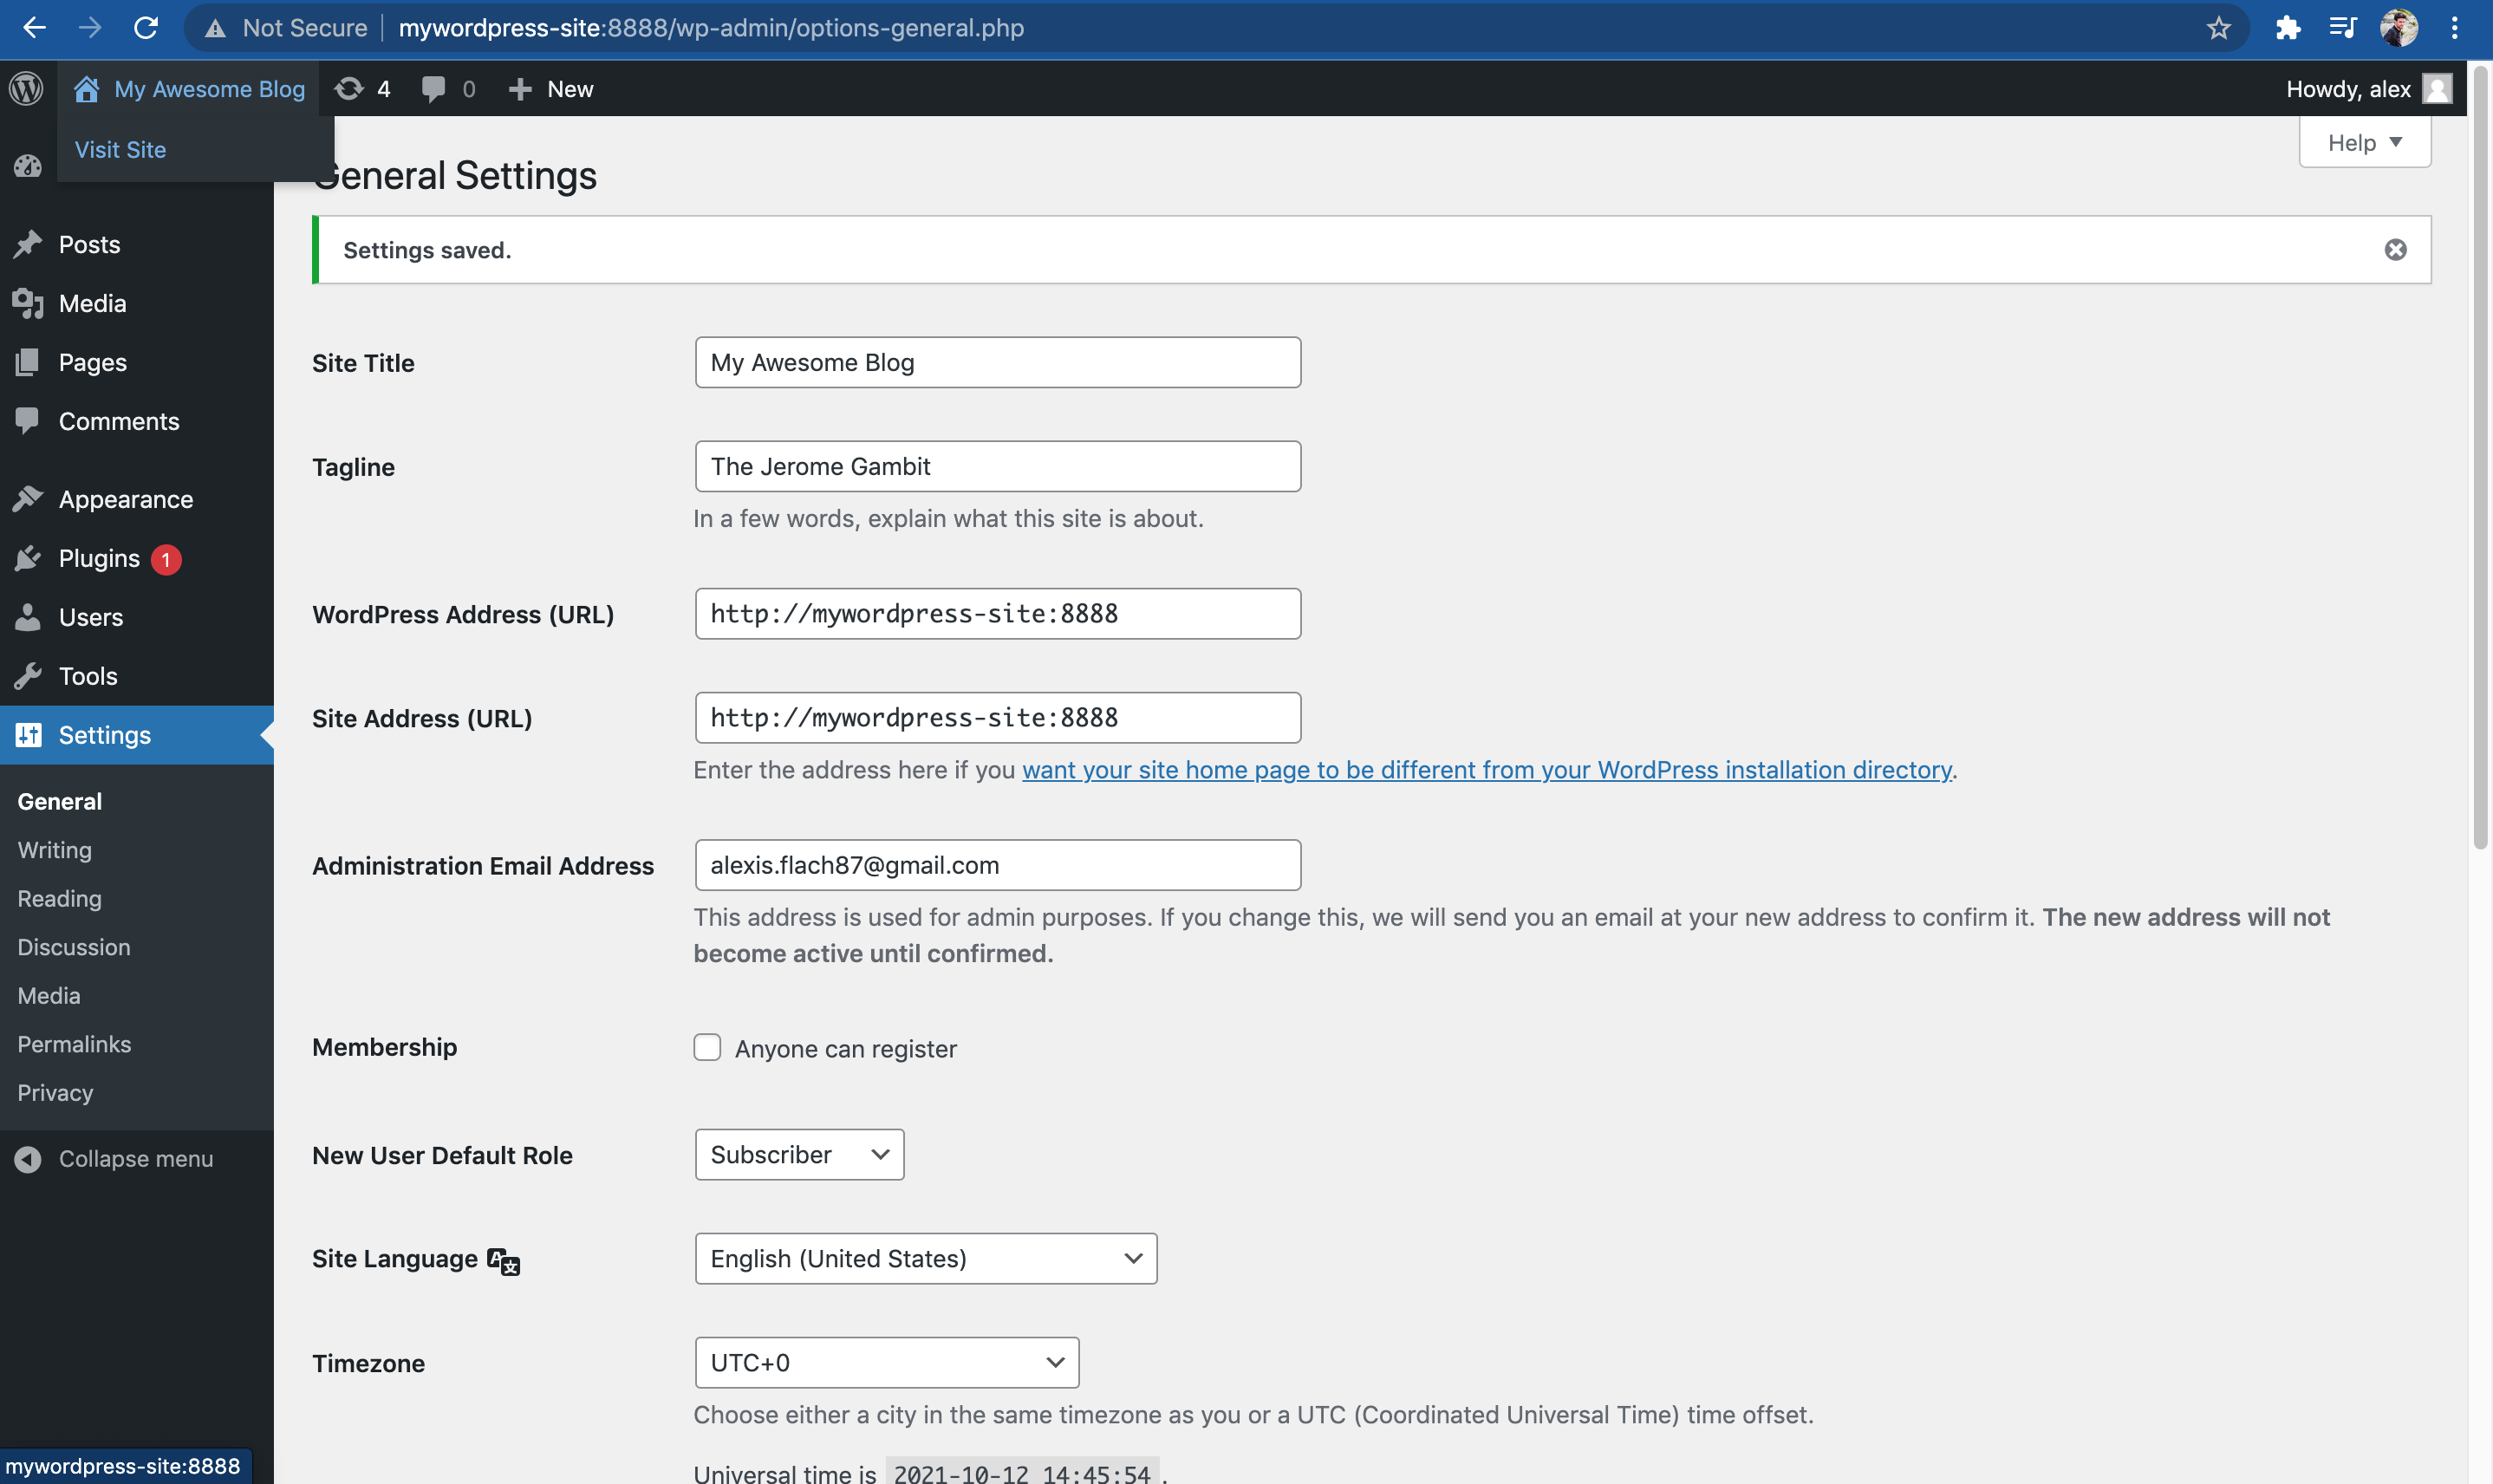 Not Secure mywordpress-site:8888/wp-admin/options-general.php
My Awesome Blog 4 0 New Howdy, alex
Visit Site
Help
General Settings
Settings saved.
Posts
Media
Pages
Comments
Appearance
Plugins 1
Users
Tools
Settings
General
Writing
Reading
Discussion
Media
Permalinks
Privacy
Collapse menu
Site Title My Awesome Blog
Tagline The Jerome Gambit
In a few words, explain what this site is about.
WordPress Address (URL) http://mywordpress-site:8888
Site Address (URL) http://mywordpress-site:8888
Enter the address here if you want your site home page to be different from your WordPress installation directory.
Administration Email Address alexis.flach87@gmail.com
This address is used for admin purposes. If you change this, we will send you an email at your new address to confirm it. The new address will not
become active until confirmed.
Membership Anyone can register
New User Default Role Subscriber
Site Language English (United States)
Timezone UTC+0
Choose either a city in the same timezone as you or a UTC (Coordinated Universal Time) time offset.
Universal time is 2021-10-12 14:45:54 .
mywordpress-site:8888